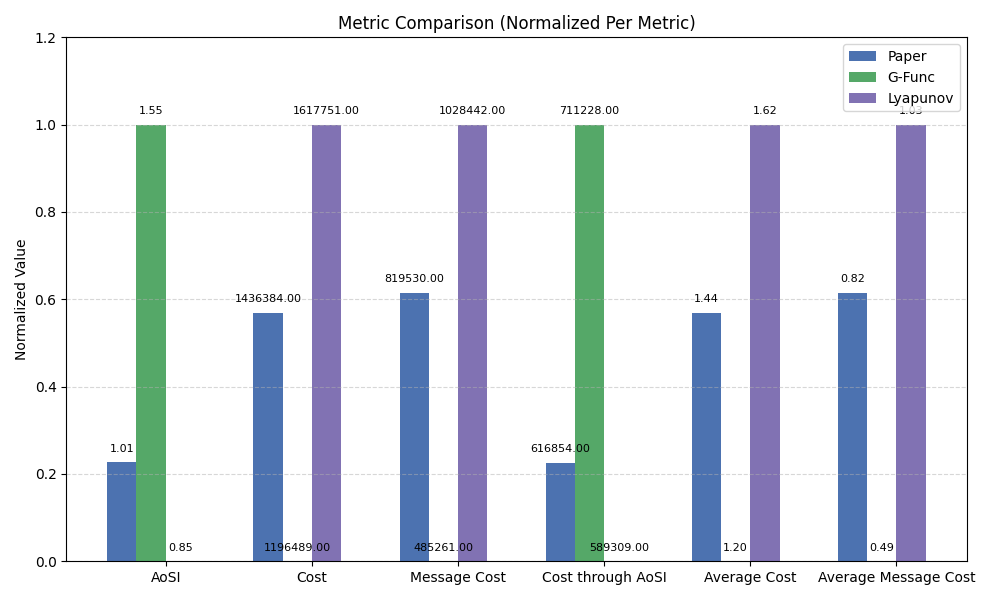 Metric Comparison (Normalized Per Metric)
Normalized Value
1.2
1.0
0.8
0.6
0.4
0.2
0.0
Paper
G-Func
Lyapunov
1.01
1.55
0.85
1436384.00
1196489.00
1617751.00
819530.00
485261.00
1028442.00
616854.00
711228.00
589309.00
1.44
1.20
1.62
0.82
0.49
1.03
AoSI
Cost
Message Cost
Cost through AoSI
Average Cost
Average Message Cost